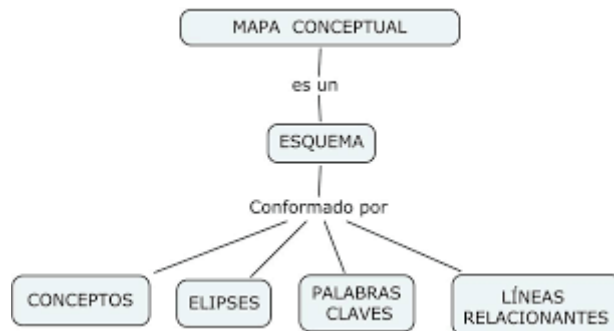 MAPA CONCEPTUAL
es un
ESQUEMA
Conformado por
CONCEPTOS
ELIPSES
PALABRAS
CLAVES
LÍNEAS
RELACIONANTES